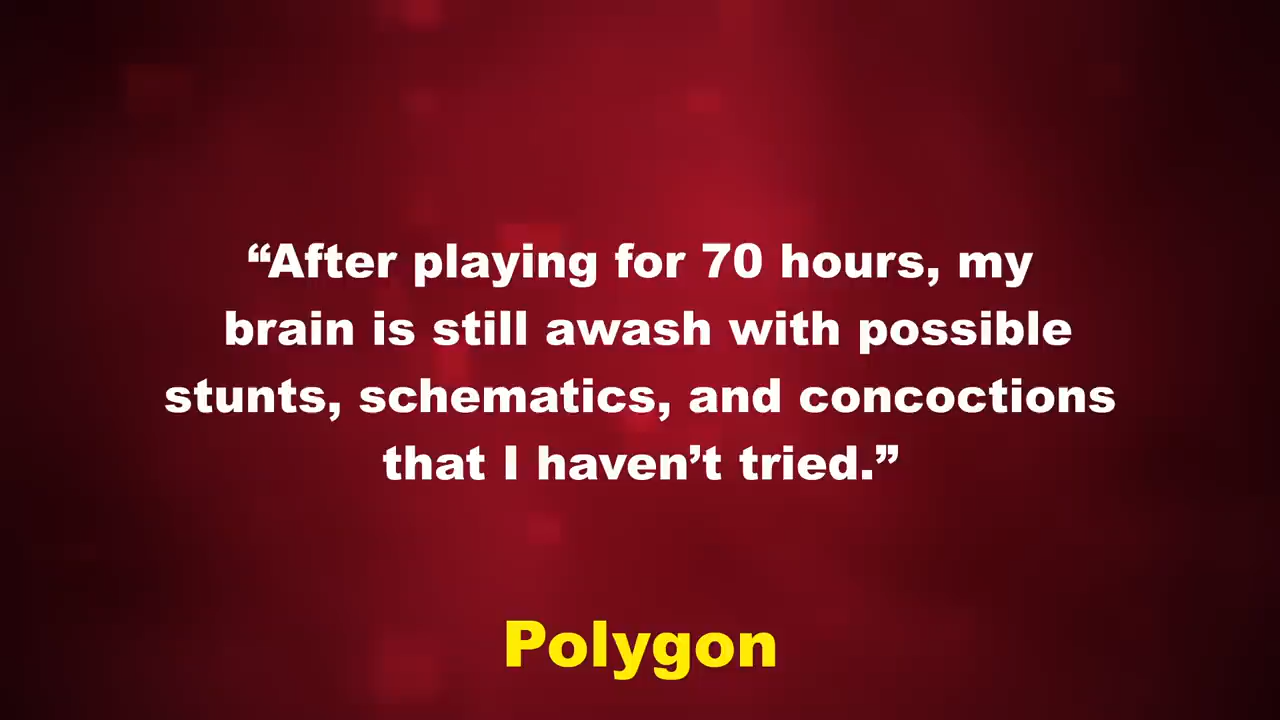 “After playing for 70 hours, my
brain is still awash with possible
stunts, schematics, and concoctions
that I haven’t tried.”
Polygon